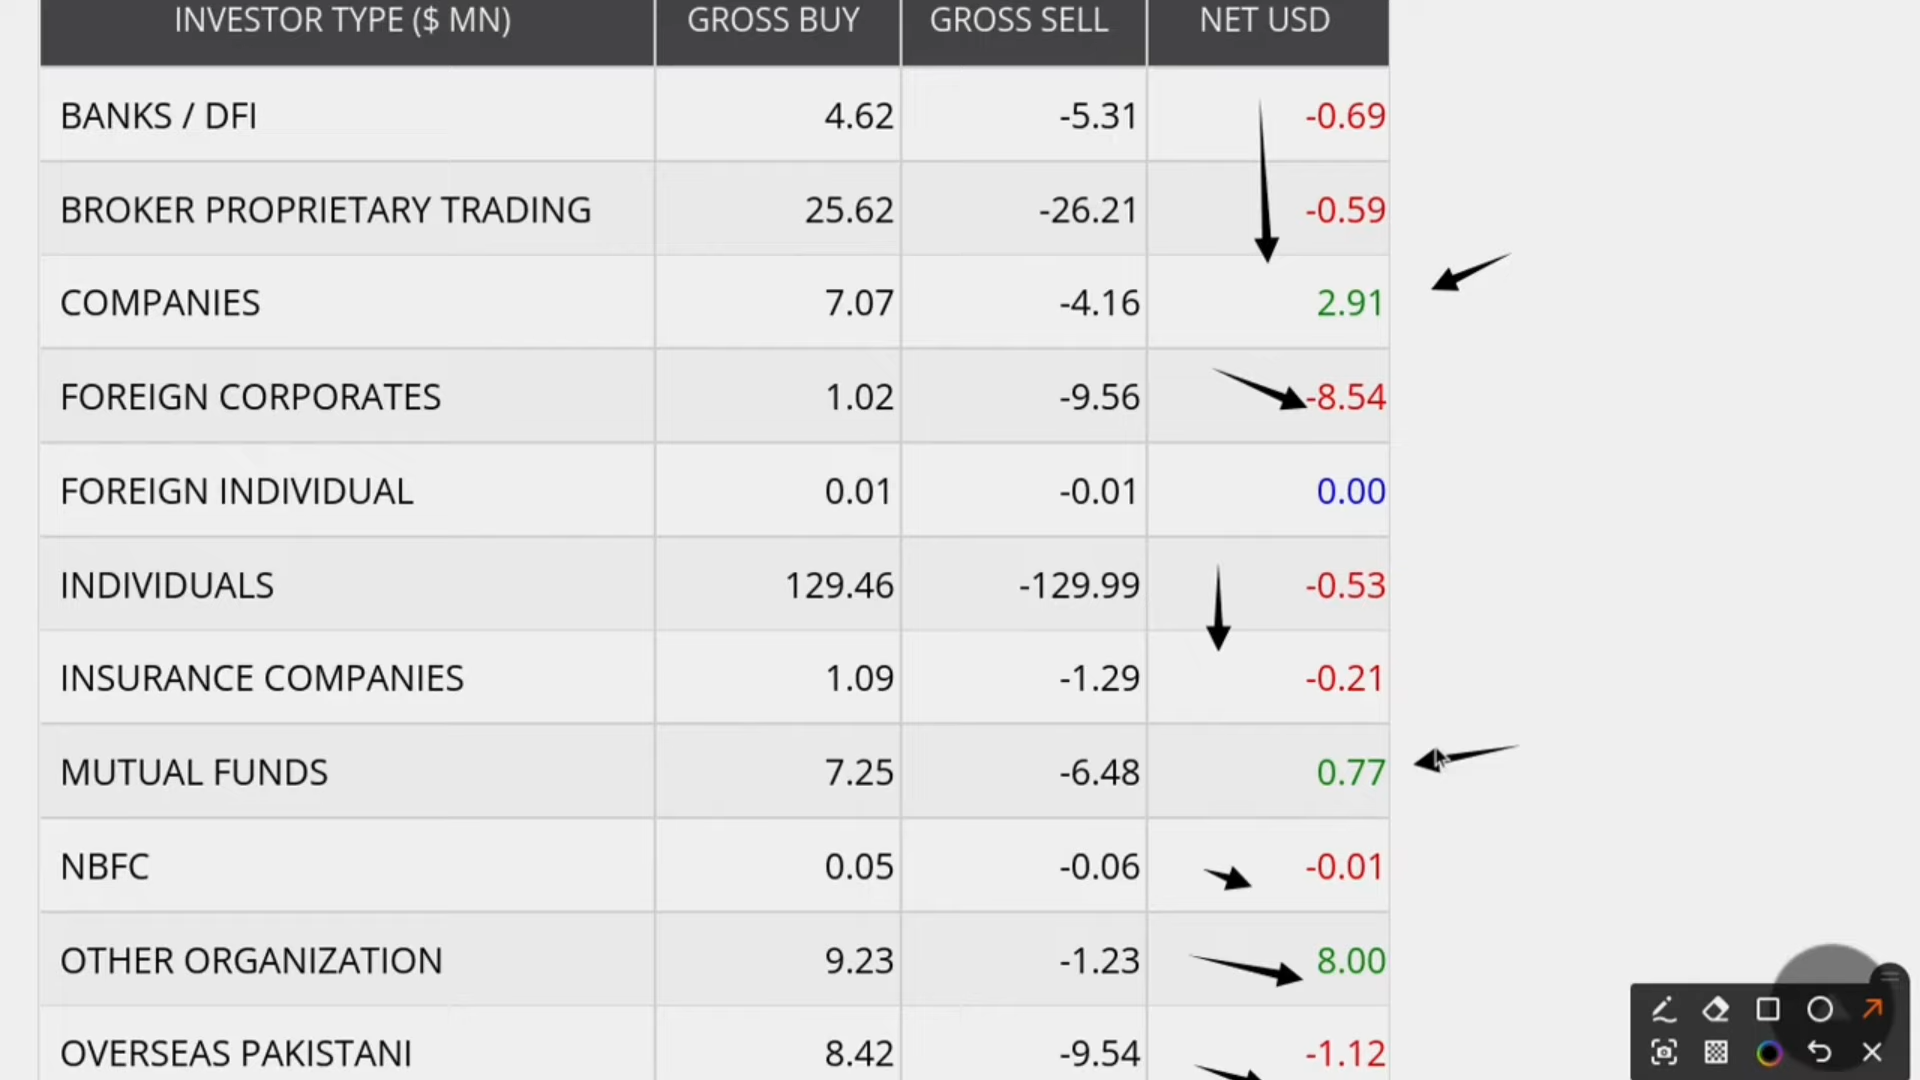 INVESTOR TYPE ($ MN) GROSS BUY GROSS SELL NET USD
BANKS / DFI 4.62 -5.31 -0.69
BROKER PROPRIETARY TRADING 25.62 -26.21 -0.59
COMPANIES 7.07 -4.16 2.91
FOREIGN CORPORATES 1.02 -9.56 -8.54
FOREIGN INDIVIDUAL 0.01 -0.01 0.00
INDIVIDUALS 129.46 -129.99 -0.53
INSURANCE COMPANIES 1.09 -1.29 -0.21
MUTUAL FUNDS 7.25 -6.48 0.77
NBFC 0.05 -0.06 -0.01
OTHER ORGANIZATION 9.23 -1.23 8.00
OVERSEAS PAKISTANI 8.42 -9.54 -1.12